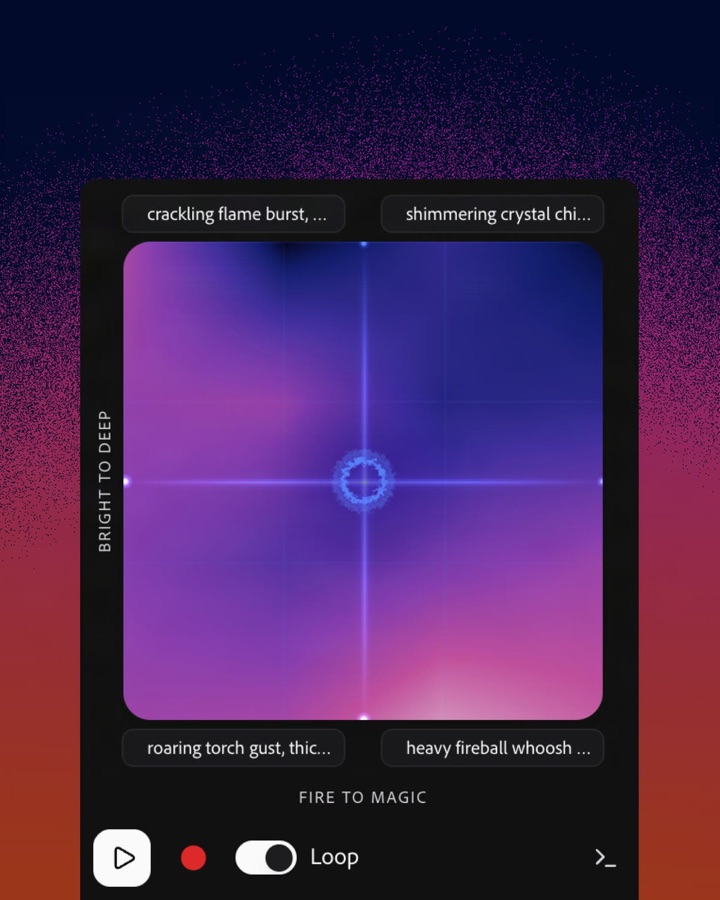 crackling flame burst, ...
shimmering crystal chi...
BRIGHT TO DEEP
roaring torch gust, thic...
heavy fireball whoosh ...
FIRE TO MAGIC
Loop